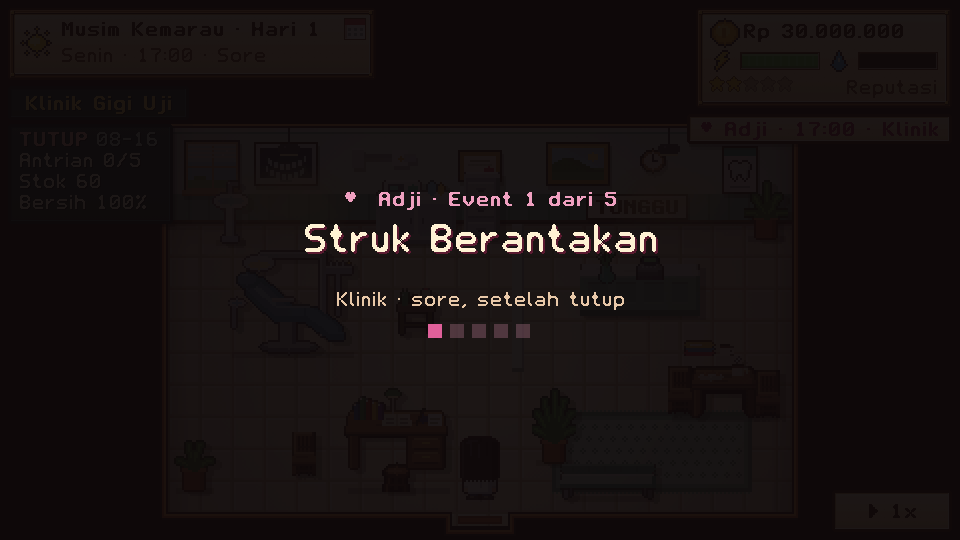 Musim Kemarau · Hari 1
Senin · 17:00 · Sore
Rp 30.000.000
Reputasi
Klinik Gigi Uji
♥ Adji · 17:00 · Klinik
TUTUP 08-16
Antrian 0/5
Stok 60
Bersih 100%
♥ Adji · Event 1 dari 5
TUNGGU
Struk Berantakan
Klinik · sore, setelah tutup
1x